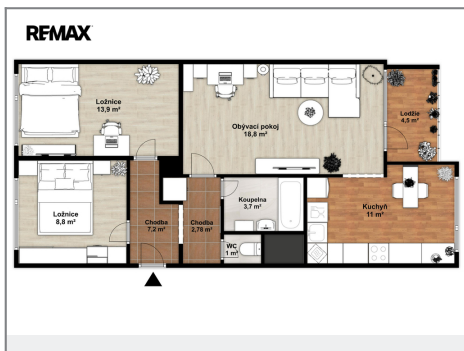 RE/MAX
Ložnice
13,9 m²
Obývací pokoj
18,8 m²
Lodžie
4,5 m²
Ložnice
8,8 m²
Chodba
7,2 m²
Chodba
2,78 m²
Koupelna
3,7 m²
Kuchyň
11 m²
WC
1 m²